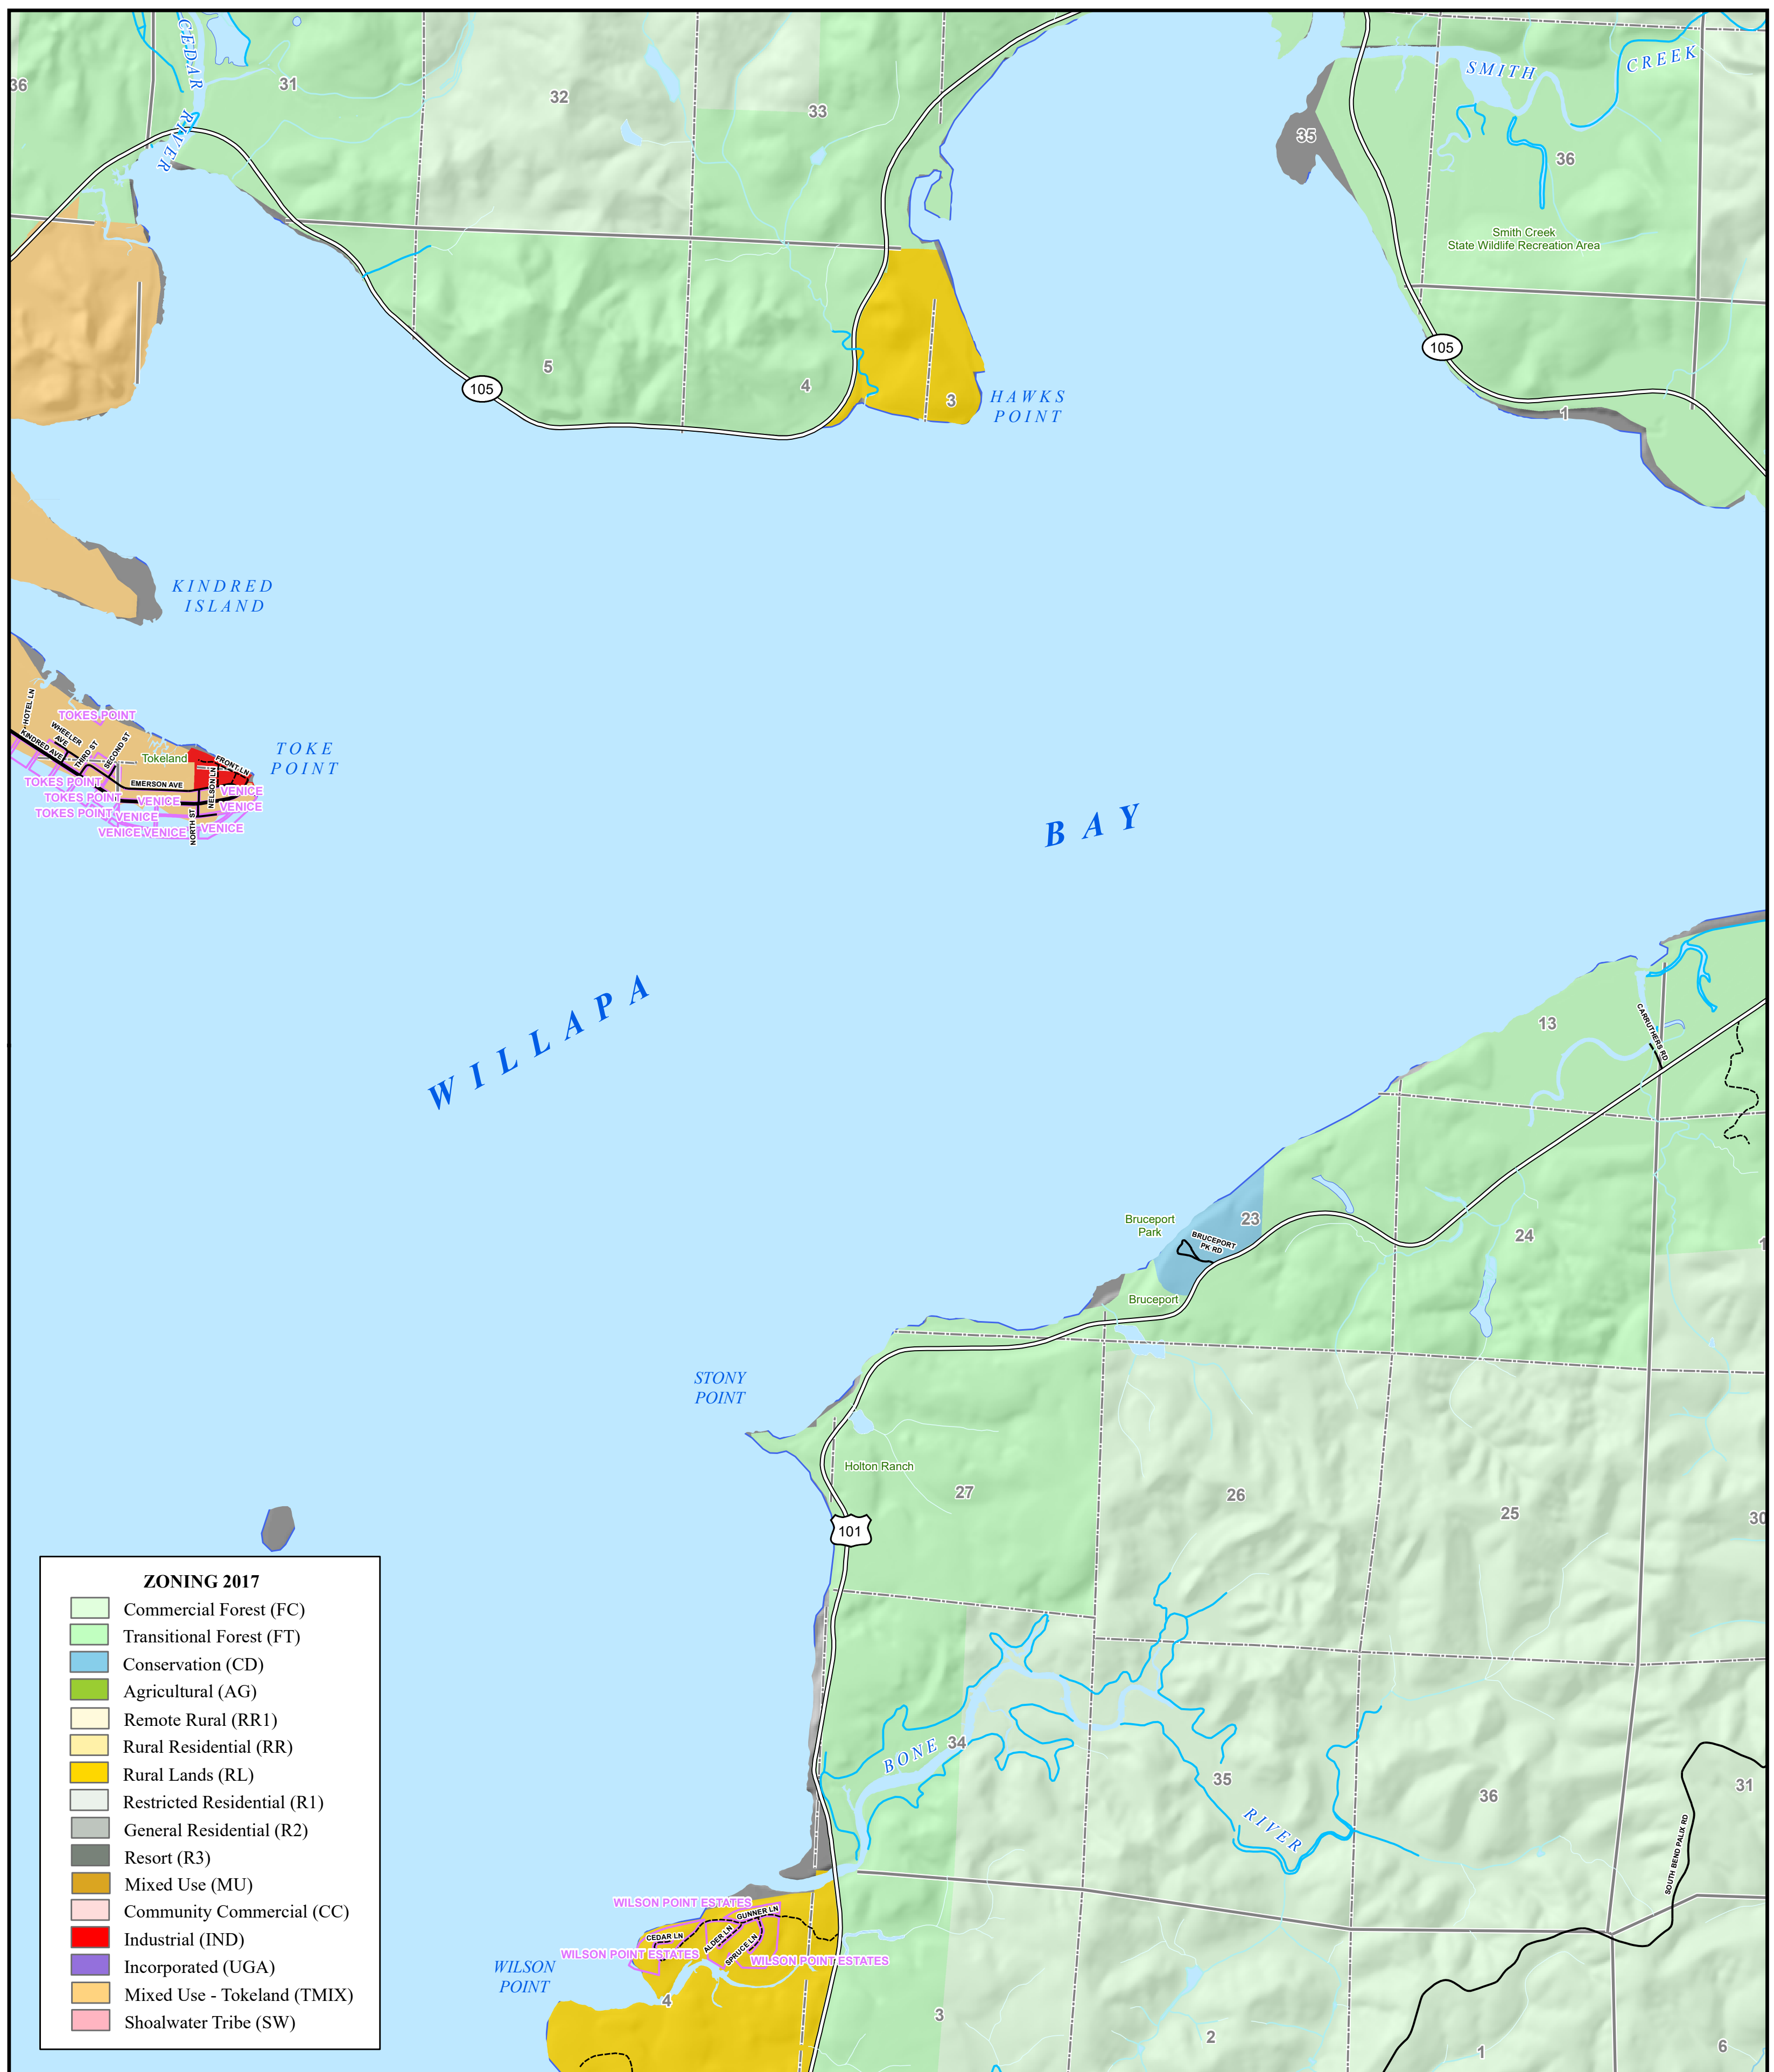 CEDAR
RIVER
36
31
32
33
35
SMITH
CREEK
36
Smith Creek
State Wildlife Recreation Area
5
4
3
105
105
1
HAWKS
POINT
KINDRED
ISLAND
HOTEL LN
WHEELER
AVE
KINDRED AVE
THIRD ST
SECOND ST
TOKES POINT
Tokeland
TOKE
POINT
FRONT LN
NELSON LN
EMERSON AVE
NORTH ST
TOKES POINT
TOKES POINT
TOKES POINT
VENICE
VENICE
VENICE
VENICE
VENICE
VENICE
VENICE
BAY
WILLAPA
13
CARRUTHERS RD
Bruceport
Park
BRUCEPORT
PK RD
23
24
Bruceport
STONY
POINT
Holton Ranch
27
26
25
30
101
BONE
34
35
RIVER
36
31
SOUTH BEND PALIX RD
WILSON POINT ESTATES
GUNNER LN
CEDAR LN
ALDER LN
SPRUCE LN
WILSON POINT ESTATES
WILSON POINT ESTATES
WILSON
POINT
4
3
2
1
6
ZONING 2017
Commercial Forest (FC)
Transitional Forest (FT)
Conservation (CD)
Agricultural (AG)
Remote Rural (RR1)
Rural Residential (RR)
Rural Lands (RL)
Restricted Residential (R1)
General Residential (R2)
Resort (R3)
Mixed Use (MU)
Community Commercial (CC)
Industrial (IND)
Incorporated (UGA)
Mixed Use - Tokeland (TMIX)
Shoalwater Tribe (SW)